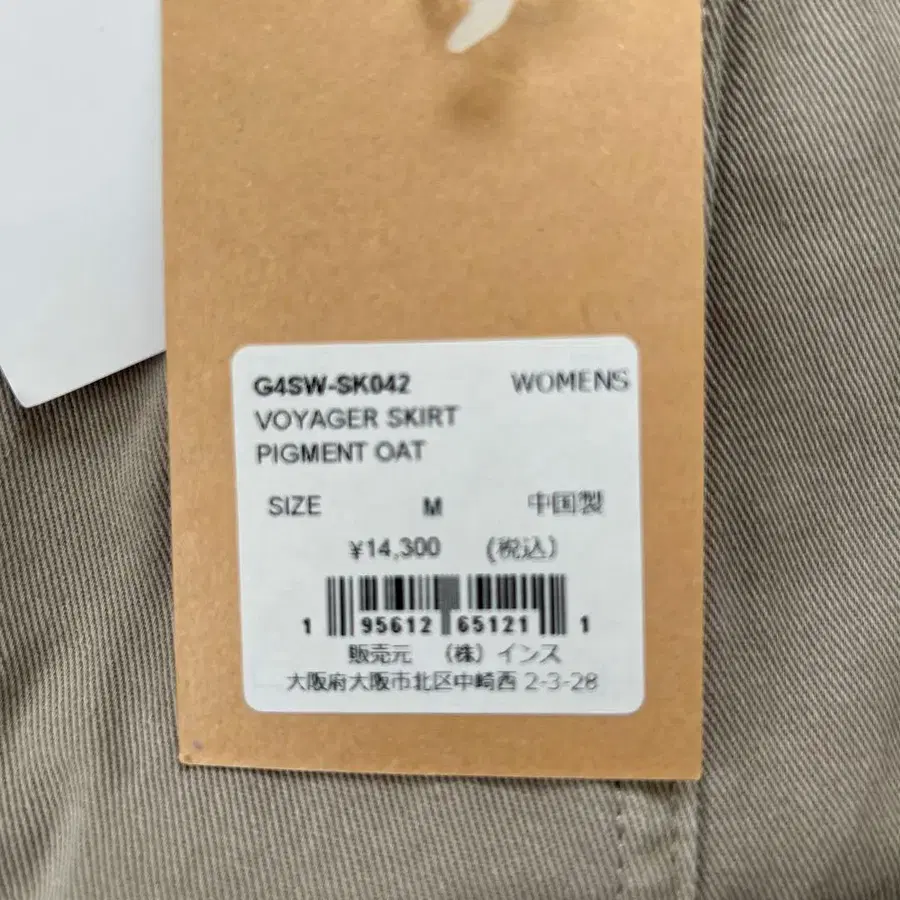 G4SW-SK042 WOMENS
VOYAGER SKIRT
PIGMENT OAT
SIZE M 中国製
¥14,300 (税込)
1 95612 65121 1
販売元 (株) インス
大阪府大阪市北区中崎西 2-3-28